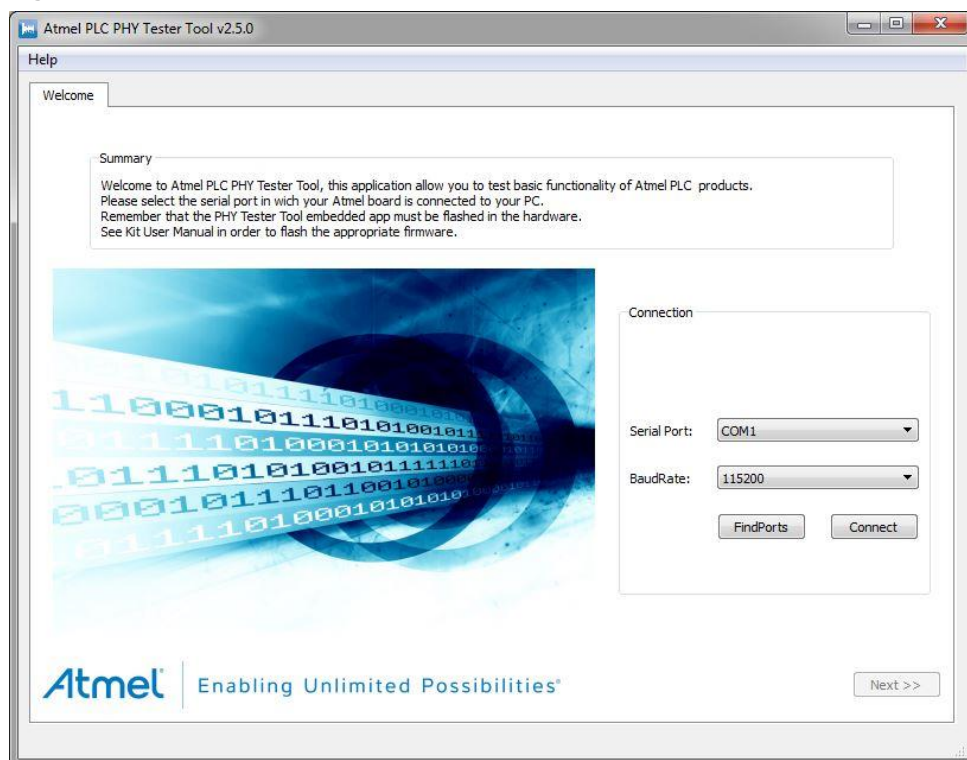 Atmel PLC PHY Tester Tool v2.5.0
Help
Welcome
Summary
Welcome to Atmel PLC PHY Tester Tool, this application allow you to test basic functionality of Atmel PLC products.
Please select the serial port in wich your Atmel board is connected to your PC.
Remember that the PHY Tester Tool embedded app must be flashed in the hardware.
See Kit User Manual in order to flash the appropriate firmware.
Connection
Serial Port: COM1
BaudRate: 115200
FindPorts Connect
Atmel Enabling Unlimited Possibilities®
Next >>